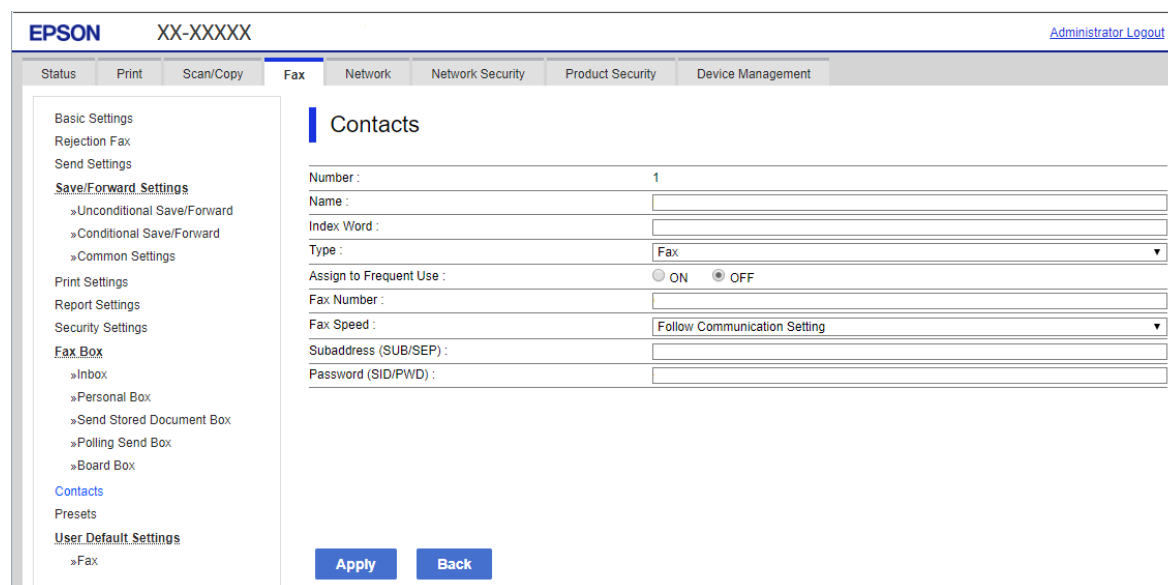 EPSON XX-XXXXX Administrator Logout
Status Print Scan/Copy Fax Network Network Security Product Security Device Management
Basic Settings
Rejection Fax
Send Settings
Save/Forward Settings
»Unconditional Save/Forward
»Conditional Save/Forward
»Common Settings
Print Settings
Report Settings
Security Settings
Fax Box
»Inbox
»Personal Box
»Send Stored Document Box
»Polling Send Box
»Board Box
Contacts
Presets
User Default Settings
»Fax
Contacts
Number : 1
Name :
Index Word :
Type : Fax
Assign to Frequent Use : ON OFF
Fax Number :
Fax Speed : Follow Communication Setting
Subaddress (SUB/SEP) :
Password (SID/PWD) :
Apply Back